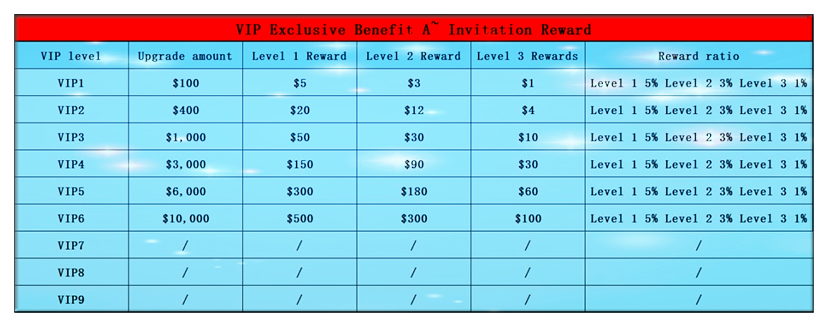 VIP Exclusive Benefit A~ Invitation Reward
VIP level Upgrade amount Level 1 Reward Level 2 Reward Level 3 Rewards Reward ratio
VIP1 $100 $5 $3 $1 Level 1 5% Level 2 3% Level 3 1%
VIP2 $400 $20 $12 $4 Level 1 5% Level 2 3% Level 3 1%
VIP3 $1,000 $50 $30 $10 Level 1 5% Level 2 3% Level 3 1%
VIP4 $3,000 $150 $90 $30 Level 1 5% Level 2 3% Level 3 1%
VIP5 $6,000 $300 $180 $60 Level 1 5% Level 2 3% Level 3 1%
VIP6 $10,000 $500 $300 $100 Level 1 5% Level 2 3% Level 3 1%
VIP7 / / / / /
VIP8 / / / / /
VIP9 / / / / /